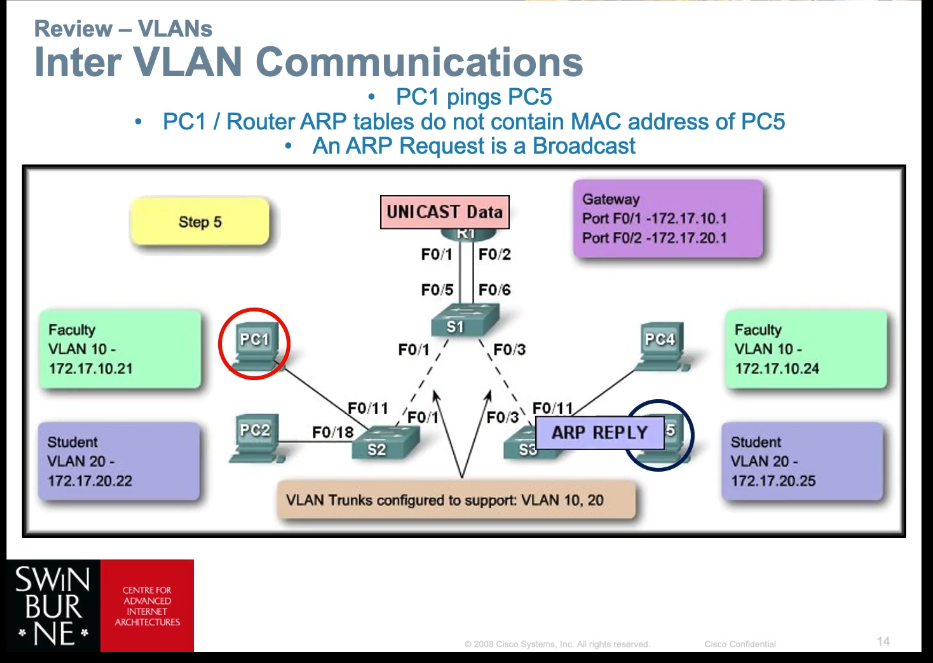 Review – VLANs
Inter VLAN Communications
• PC1 pings PC5
• PC1 / Router ARP tables do not contain MAC address of PC5
• An ARP Request is a Broadcast
Step 5
UNICAST Data
R1
Gateway
Port F0/1 -172.17.10.1
Port F0/2 -172.17.20.1
F0/1
F0/2
F0/5
F0/6
S1
Faculty
VLAN 10 -
172.17.10.21
PC1
F0/1
F0/3
PC4
Faculty
VLAN 10 -
172.17.10.24
F0/11
F0/1
F0/3
F0/11
Student
VLAN 20 -
172.17.20.22
PC2
F0/18
S2
S3
ARP REPLY
5
Student
VLAN 20 -
172.17.20.25
VLAN Trunks configured to support: VLAN 10, 20
SWiN
BUR
* NE *
CENTRE FOR
ADVANCED
INTERNET
ARCHITECTURES
© 2008 Cisco Systems, Inc. All rights reserved.
Cisco Confidential
14